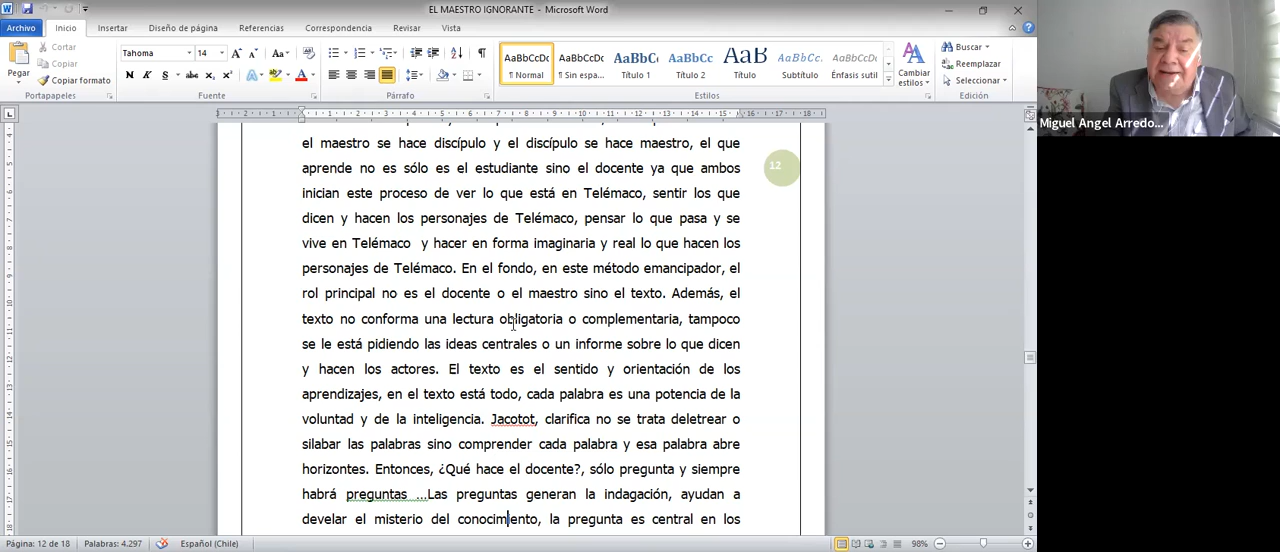 EL MAESTRO IGNORANTE - Microsoft Word
Archivo Inicio Insertar Diseño de página Referencias Correspondencia Revisar Vista
Pegar
Cortar
Copiar
Copiar formato
Portapapeles
Tahoma 14
Fuente
Párrafo
AaBbCcDc AaBbCcDc AaBbC AaBbCc AaB AaBbCc. AaBbCcDc
¶ Normal ¶ Sin espa... Título 1 Título 2 Título Subtítulo Énfasis sutil
Cambiar estilos
Estilos
Buscar
Reemplazar
Seleccionar
Edición
Miguel Angel Arredo...
12
el maestro se hace discípulo y el discípulo se hace maestro, el que
aprende no es sólo es el estudiante sino el docente ya que ambos
inician este proceso de ver lo que está en Telémaco, sentir los que
dicen y hacen los personajes de Telémaco, pensar lo que pasa y se
vive en Telémaco y hacer en forma imaginaria y real lo que hacen los
personajes de Telémaco. En el fondo, en este método emancipador, el
rol principal no es el docente o el maestro sino el texto. Además, el
texto no conforma una lectura obligatoria o complementaria, tampoco
se le está pidiendo las ideas centrales o un informe sobre lo que dicen
y hacen los actores. El texto es el sentido y orientación de los
aprendizajes, en el texto está todo, cada palabra es una potencia de la
voluntad y de la inteligencia. Jacotot, clarifica no se trata deletrear o
silabar las palabras sino comprender cada palabra y esa palabra abre
horizontes. Entonces, ¿Qué hace el docente?, sólo pregunta y siempre
habrá preguntas ...Las preguntas generan la indagación, ayudan a
develar el misterio del conocimiento, la pregunta es central en los
Página: 12 de 18 Palabras: 4.297 Español (Chile) 98%